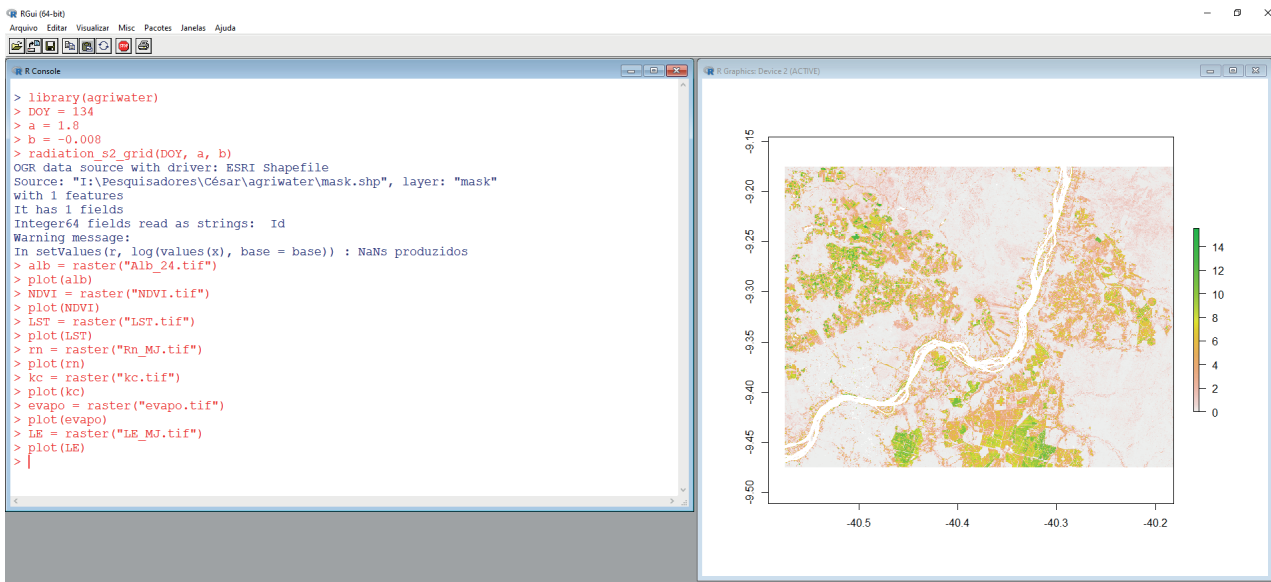 RGui (64-bit)
Arquivo Editar Visualizar Misc Pacotes Janelas Ajuda
STOP
R Console
> library(agriwater)
> DOY = 134
> a = 1.8
> b = -0.008
> radiation_s2_grid(DOY, a, b)
OGR data source with driver: ESRI Shapefile
Source: "I:\Pesquisadores\César\agriwater\mask.shp", layer: "mask"
with 1 features
It has 1 fields
Integer64 fields read as strings:  Id
Warning message:
In setValues(r, log(values(x), base = base)) : NaNs produzidos
> alb = raster("Alb_24.tif")
> plot(alb)
> NDVI = raster("NDVI.tif")
> plot(NDVI)
> LST = raster("LST.tif")
> plot(LST)
> rn = raster("Rn_MJ.tif")
> plot(rn)
> kc = raster("kc.tif")
> plot(kc)
> evapo = raster("evapo.tif")
> plot(evapo)
> LE = raster("LE_MJ.tif")
> plot(LE)
>
R Graphics: Device 2 (ACTIVE)
-9.15
-9.20
-9.25
-9.30
-9.35
-9.40
-9.45
-9.50
-40.5 -40.4 -40.3 -40.2
14
12
10
8
6
4
2
0